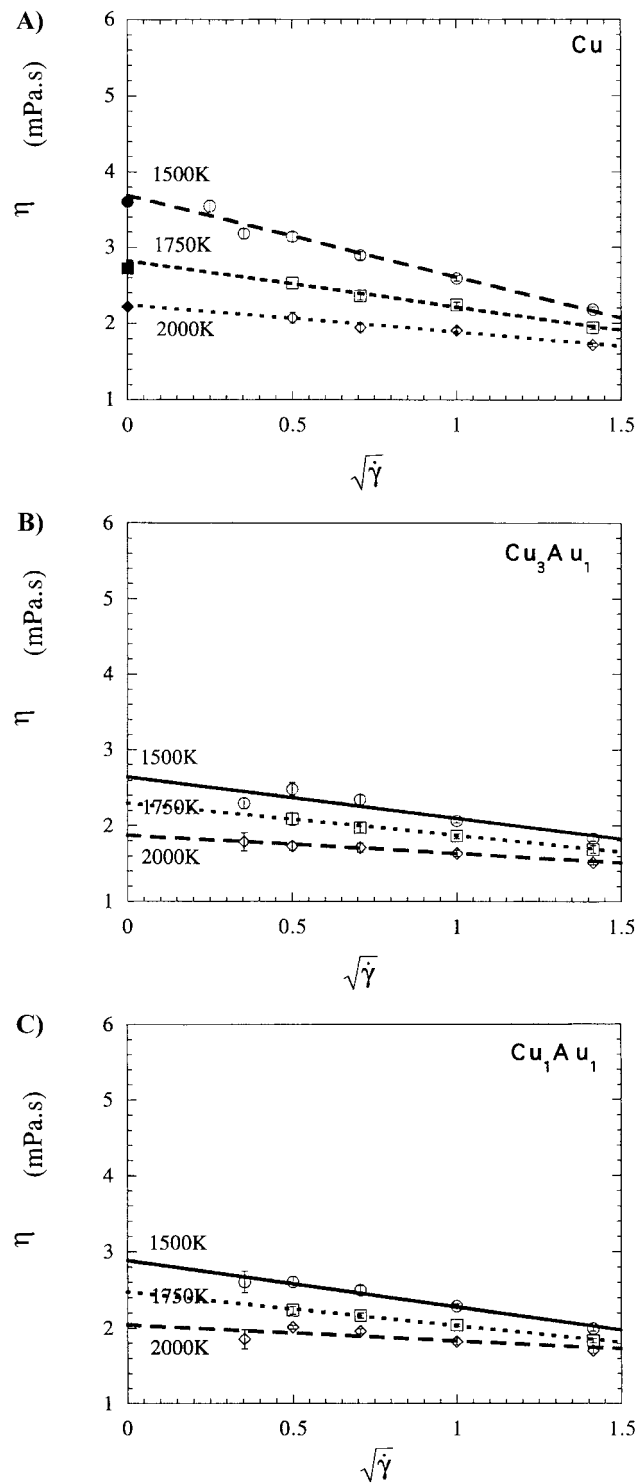 A)
Cu
η (mPa.s)
6
5
4
3
2
1
1500K
1750K
2000K
0
0.5
1
1.5
√γ̇
B)
Cu₃Au₁
η (mPa.s)
6
5
4
3
2
1
1500K
1750K
2000K
0
0.5
1
1.5
√γ̇
C)
Cu₁Au₁
η (mPa.s)
6
5
4
3
2
1
1500K
1750K
2000K
0
0.5
1
1.5
√γ̇